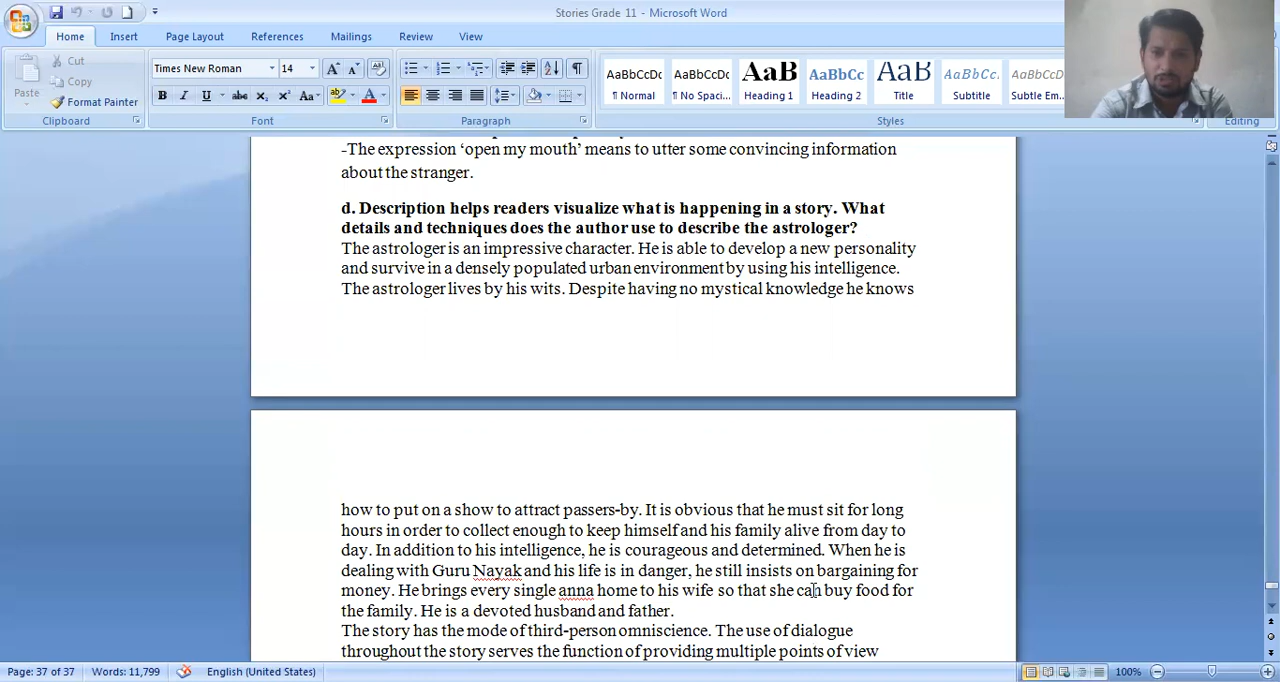 Stories Grade 11 - Microsoft Word
Home Insert Page Layout References Mailings Review View
Paste
Cut
Copy
Format Painter
Clipboard
Times New Roman 14
Font
Paragraph
AaBbCcDc AaBbCcDc AaB AaBbCc AaB AaBbCc. AaBbCcDc
¶ Normal ¶ No Spaci... Heading 1 Heading 2 Title Subtitle Subtle Em...
Styles
Editing
-The expression ‘open my mouth’ means to utter some convincing information
about the stranger.
d. Description helps readers visualize what is happening in a story. What
details and techniques does the author use to describe the astrologer?
The astrologer is an impressive character. He is able to develop a new personality
and survive in a densely populated urban environment by using his intelligence.
The astrologer lives by his wits. Despite having no mystical knowledge he knows
how to put on a show to attract passers-by. It is obvious that he must sit for long
hours in order to collect enough to keep himself and his family alive from day to
day. In addition to his intelligence, he is courageous and determined. When he is
dealing with Guru Nayak and his life is in danger, he still insists on bargaining for
money. He brings every single anna home to his wife so that she can buy food for
the family. He is a devoted husband and father.
The story has the mode of third-person omniscience. The use of dialogue
throughout the story serves the function of providing multiple points of view
Page: 37 of 37 Words: 11,799 English (United States) 100%